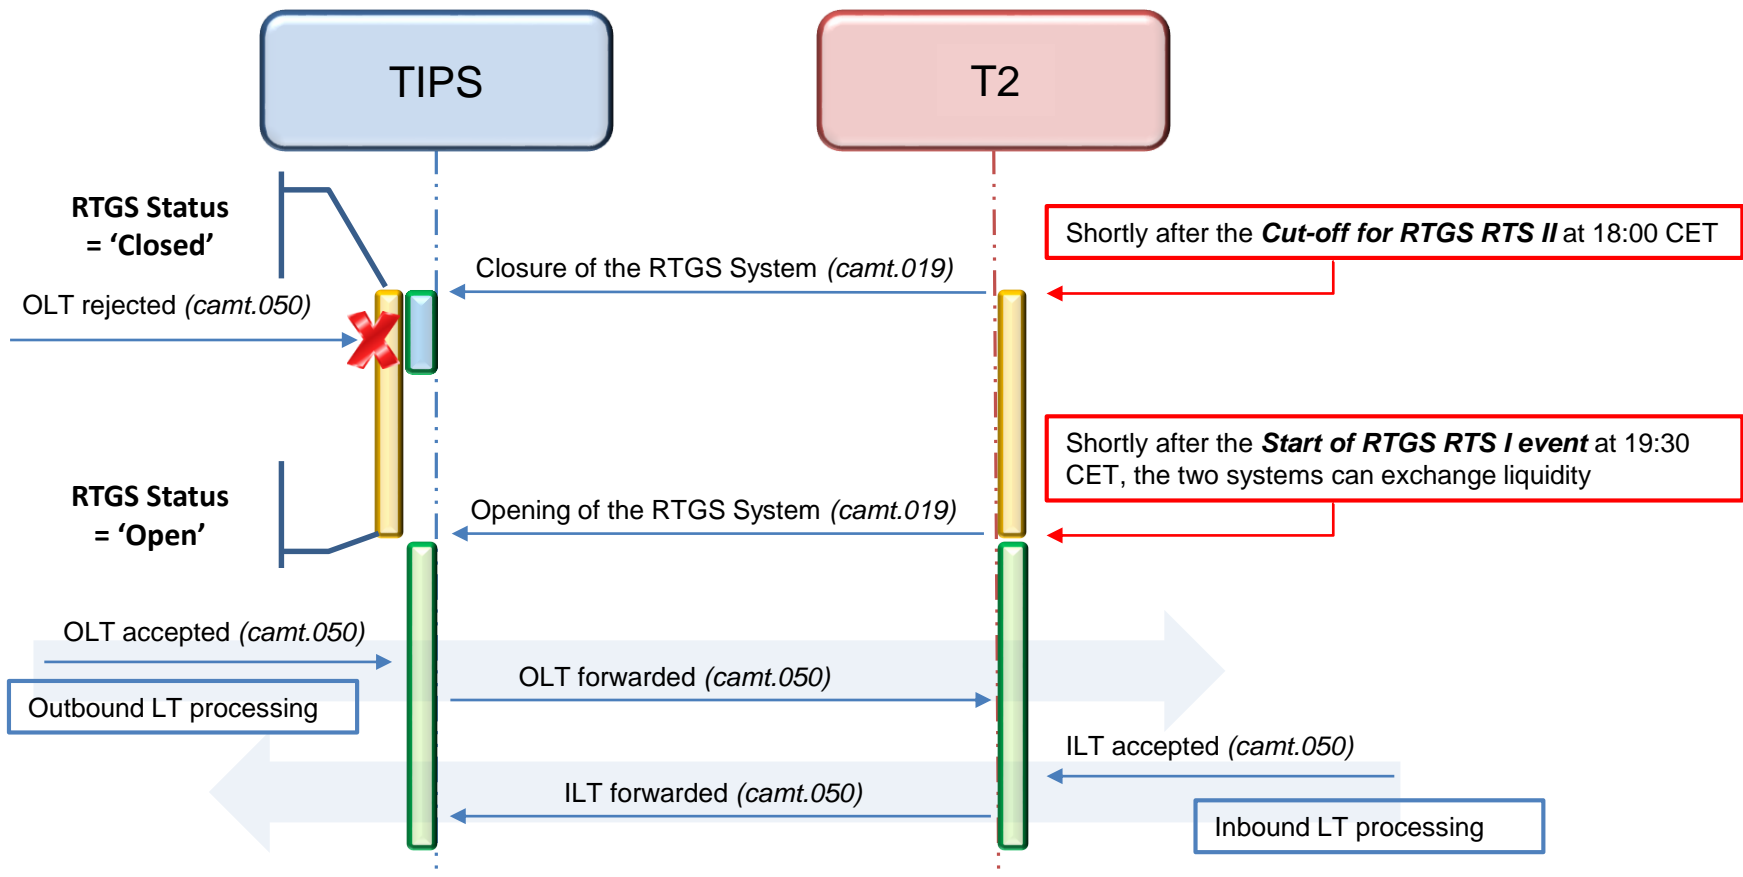 TIPS
T2
RTGS Status
= ‘Closed’
Shortly after the Cut-off for RTGS RTS II at 18:00 CET
Closure of the RTGS System (camt.019)
OLT rejected (camt.050)
Shortly after the Start of RTGS RTS I event at 19:30
CET, the two systems can exchange liquidity
RTGS Status
= ‘Open’
Opening of the RTGS System (camt.019)
OLT accepted (camt.050)
OLT forwarded (camt.050)
Outbound LT processing
ILT accepted (camt.050)
ILT forwarded (camt.050)
Inbound LT processing